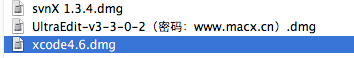 svnX 1.3.4.dmg
UltraEdit-v3-3-0-2（密码：www.macx.cn）.dmg
xcode4.6.dmg